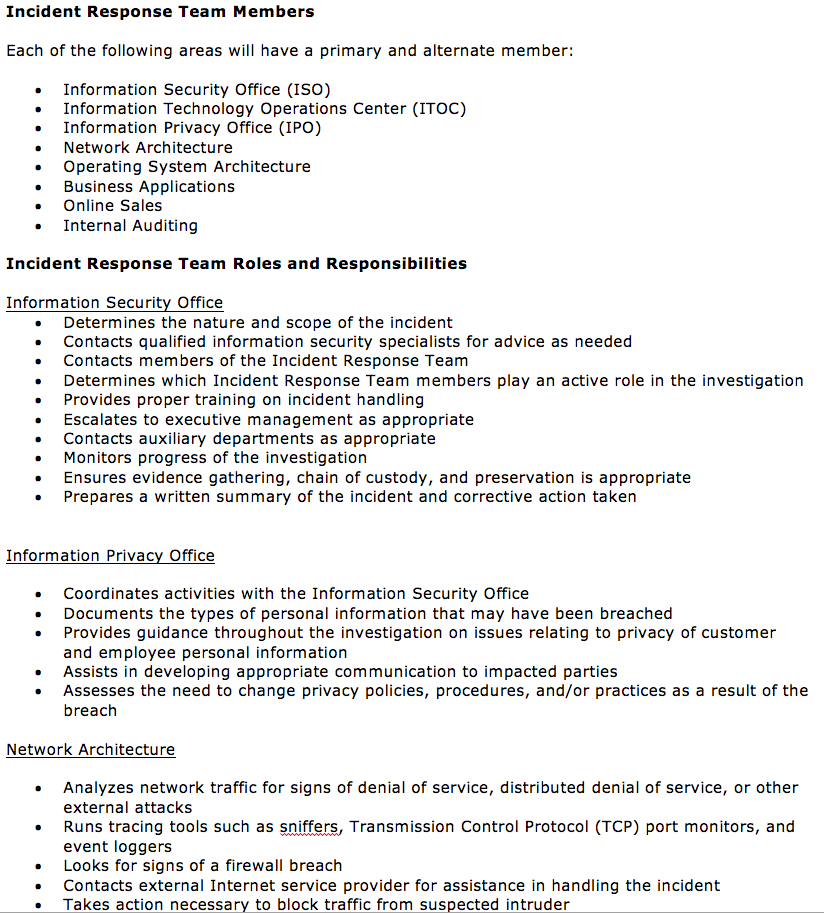 Incident Response Team Members
Each of the following areas will have a primary and alternate member:
• Information Security Office (ISO)
• Information Technology Operations Center (ITOC)
• Information Privacy Office (IPO)
• Network Architecture
• Operating System Architecture
• Business Applications
• Online Sales
• Internal Auditing
Incident Response Team Roles and Responsibilities
Information Security Office
• Determines the nature and scope of the incident
• Contacts qualified information security specialists for advice as needed
• Contacts members of the Incident Response Team
• Determines which Incident Response Team members play an active role in the investigation
• Provides proper training on incident handling
• Escalates to executive management as appropriate
• Contacts auxiliary departments as appropriate
• Monitors progress of the investigation
• Ensures evidence gathering, chain of custody, and preservation is appropriate
• Prepares a written summary of the incident and corrective action taken
Information Privacy Office
• Coordinates activities with the Information Security Office
• Documents the types of personal information that may have been breached
• Provides guidance throughout the investigation on issues relating to privacy of customer
and employee personal information
• Assists in developing appropriate communication to impacted parties
• Assesses the need to change privacy policies, procedures, and/or practices as a result of the
breach
Network Architecture
• Analyzes network traffic for signs of denial of service, distributed denial of service, or other
external attacks
• Runs tracing tools such as sniffers, Transmission Control Protocol (TCP) port monitors, and
event loggers
• Looks for signs of a firewall breach
• Contacts external Internet service provider for assistance in handling the incident
• Takes action necessary to block traffic from suspected intruder